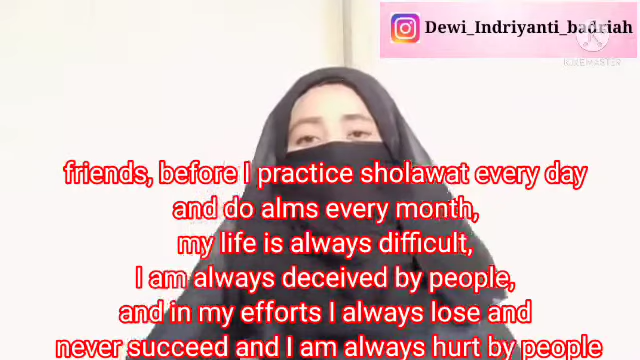 Dewi_Indriyanti_badriah
KINEMASTER
friends, before I practice sholawat every day
and do alms every month,
my life is always difficult,
I am always deceived by people,
and in my efforts I always lose and
never succeed and I am always hurt by people